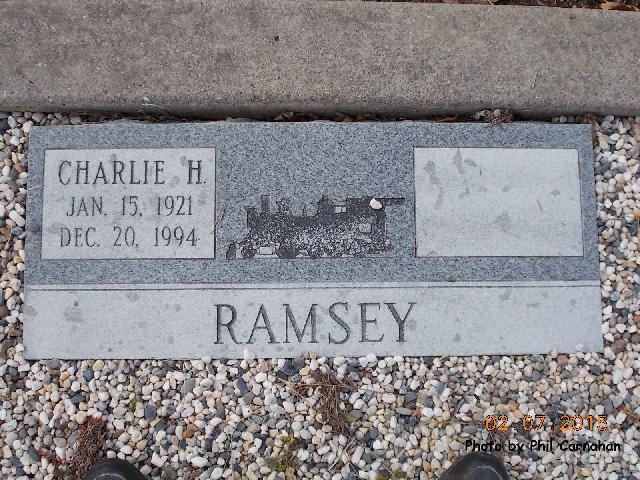 CHARLIE H.
JAN. 15, 1921
DEC. 20, 1994
RAMSEY
02.07.2015
Photo by Phil Carnahan